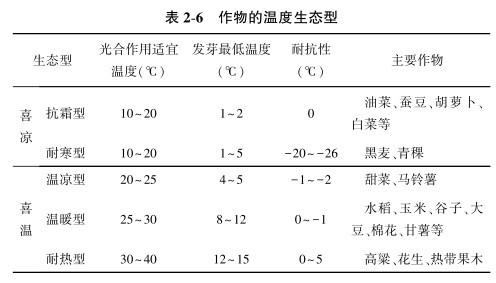 表 2-6 作物的温度生态型
生态型 光合作用适宜温度(℃) 发芽最低温度(℃) 耐抗性(℃) 主要作物
喜凉 抗霜型 10~20 1~2 0 油菜、蚕豆、胡萝卜、白菜等
耐寒型 10~20 1~5 -20~-26 黑麦、青稞
喜温 温凉型 20~25 4~5 -1~-2 甜菜、马铃薯
温暖型 25~30 8~12 0~-1 水稻、玉米、谷子、大豆、棉花、甘薯等
耐热型 30~40 12~15 0~5 高粱、花生、热带果木